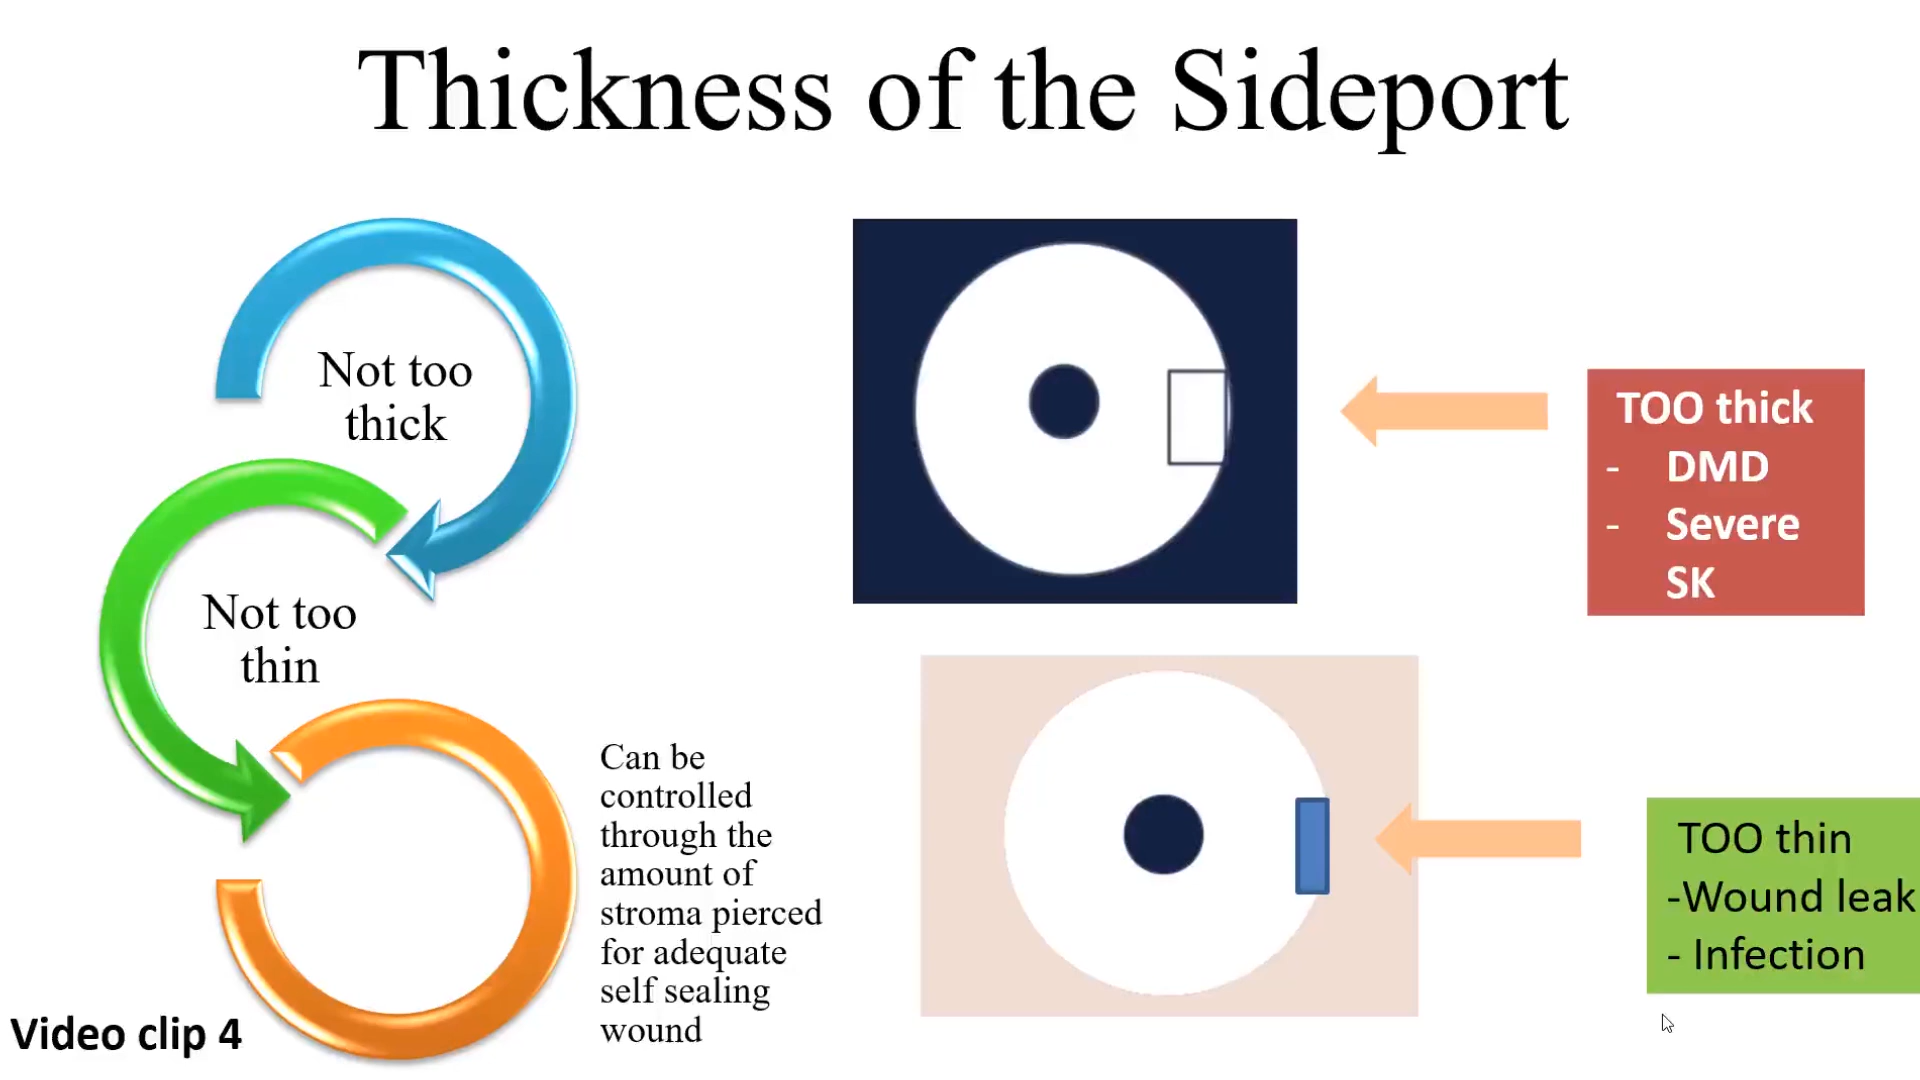 Thickness of the Sideport
Not too
thick
Not too
thin
Can be
controlled
through the
amount of
stroma pierced
for adequate
self sealing
wound
Video clip 4
TOO thick
- DMD
- Severe
SK
TOO thin
-Wound leak
- Infection